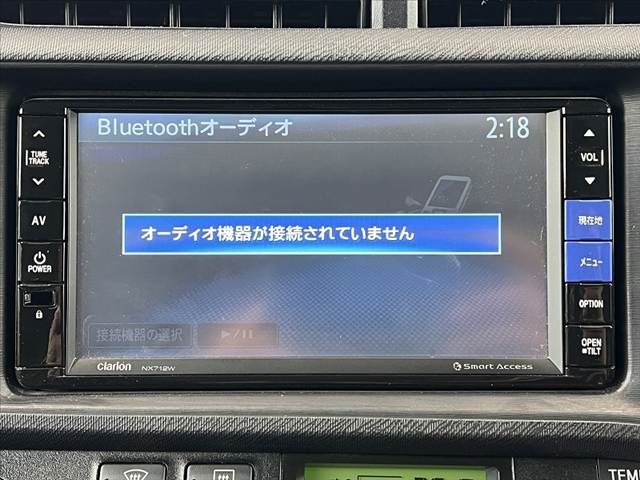 Bluetoothオーディオ
2:18
オーディオ機器が接続されていません
接続機器の選択
▶/II
TUNE
TRACK
AV
POWER
VOL
現在地
メニュー
OPTION
OPEN
TILT
clarion
NX712W
Smart Access
TEMP